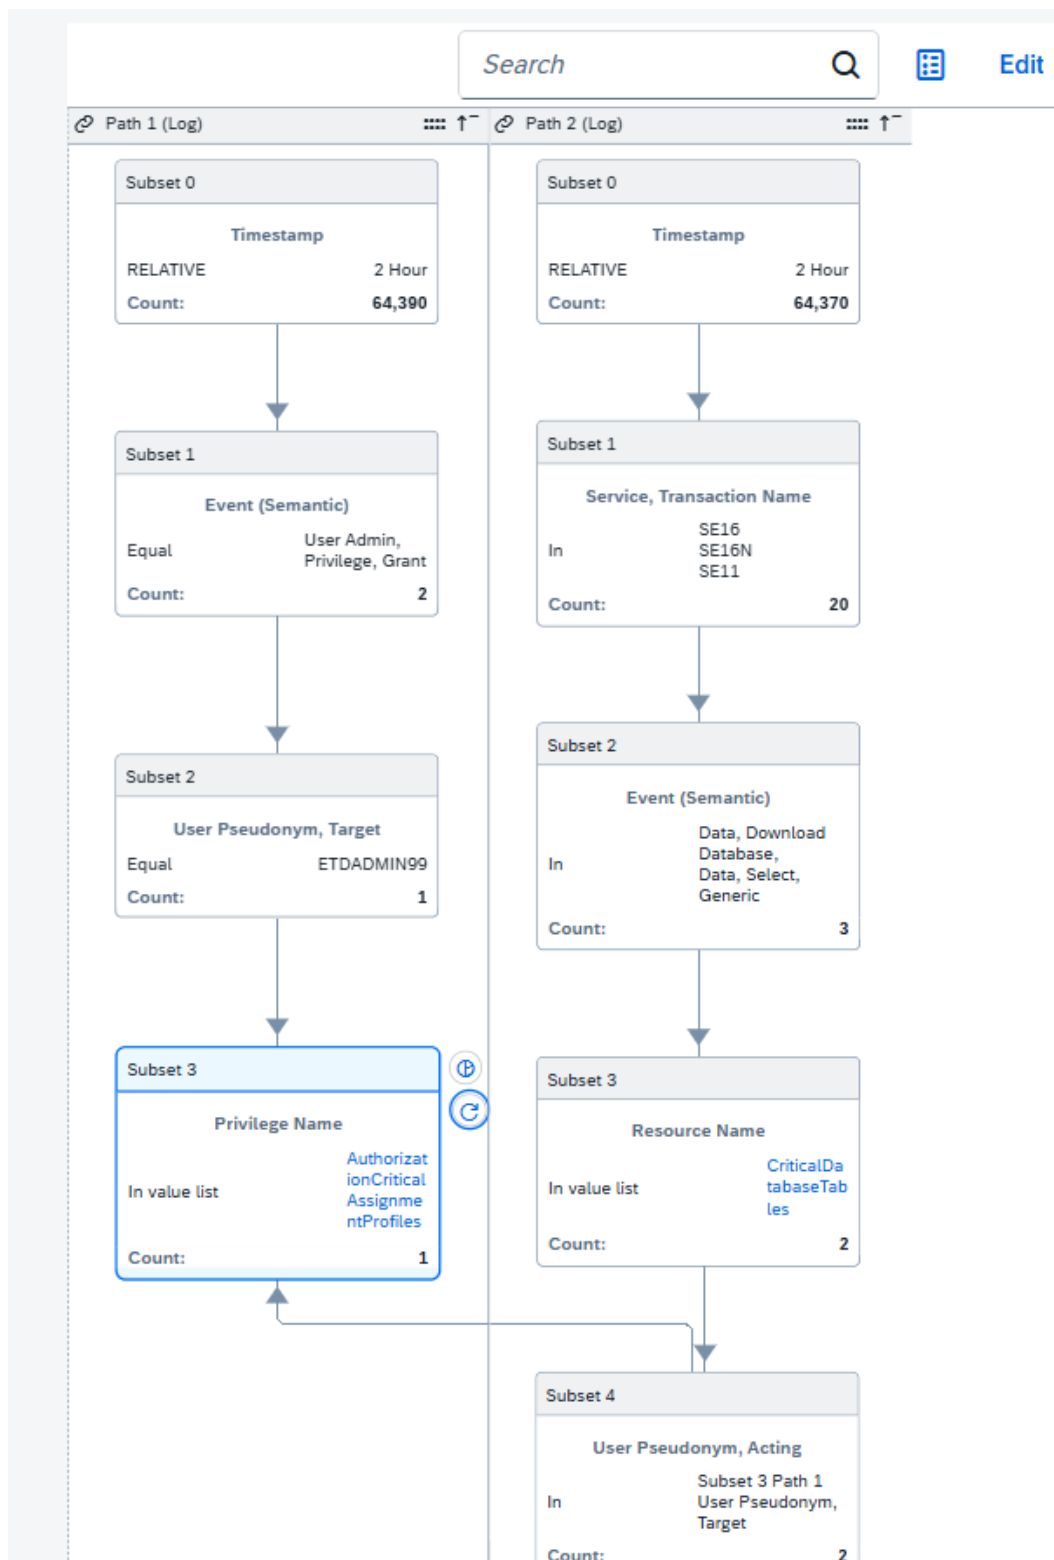 Search
Edit
Path 1 (Log)
Path 2 (Log)
Subset 0
Timestamp
RELATIVE 2 Hour
Count: 64,390
Subset 1
Event (Semantic)
Equal
User Admin,
Privilege, Grant
Count: 2
Subset 2
User Pseudonym, Target
Equal ETDADMIN99
Count: 1
Subset 3
Privilege Name
In value list
Authorizat
ionCritical
Assignme
ntProfiles
Count: 1
Subset 0
Timestamp
RELATIVE 2 Hour
Count: 64,370
Subset 1
Service, Transaction Name
In
SE16
SE16N
SE11
Count: 20
Subset 2
Event (Semantic)
In
Data, Download
Database,
Data, Select,
Generic
Count: 3
Subset 3
Resource Name
In value list
CriticalDa
tabaseTab
les
Count: 2
Subset 4
User Pseudonym, Acting
In
Subset 3 Path 1
User Pseudonym,
Target
Count: 2